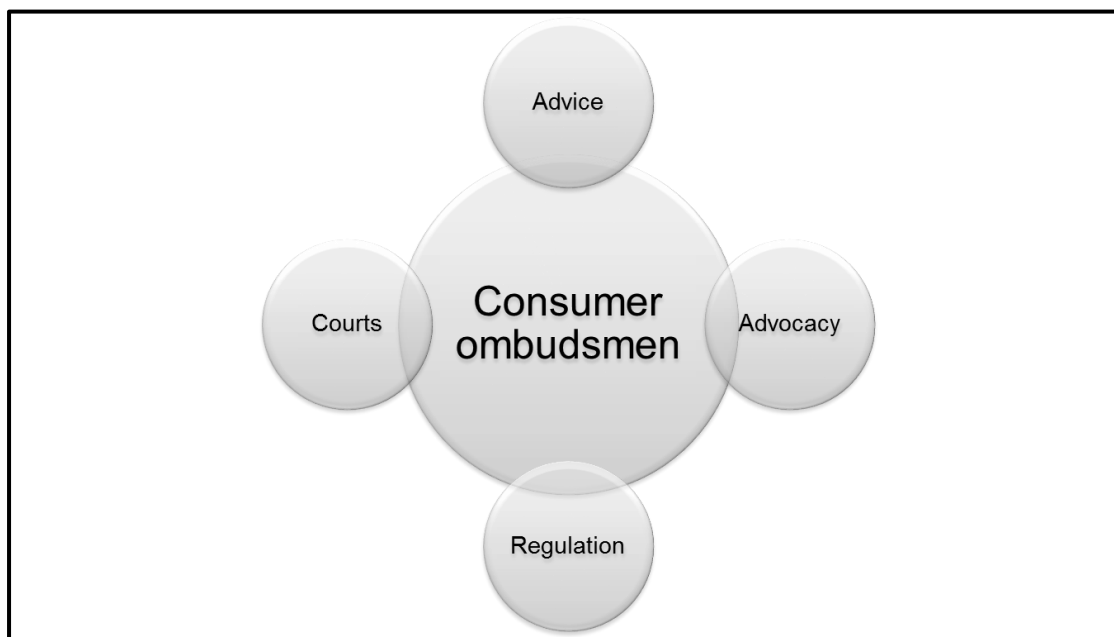 Advice
Courts
Consumer
ombudsmen
Advocacy
Regulation